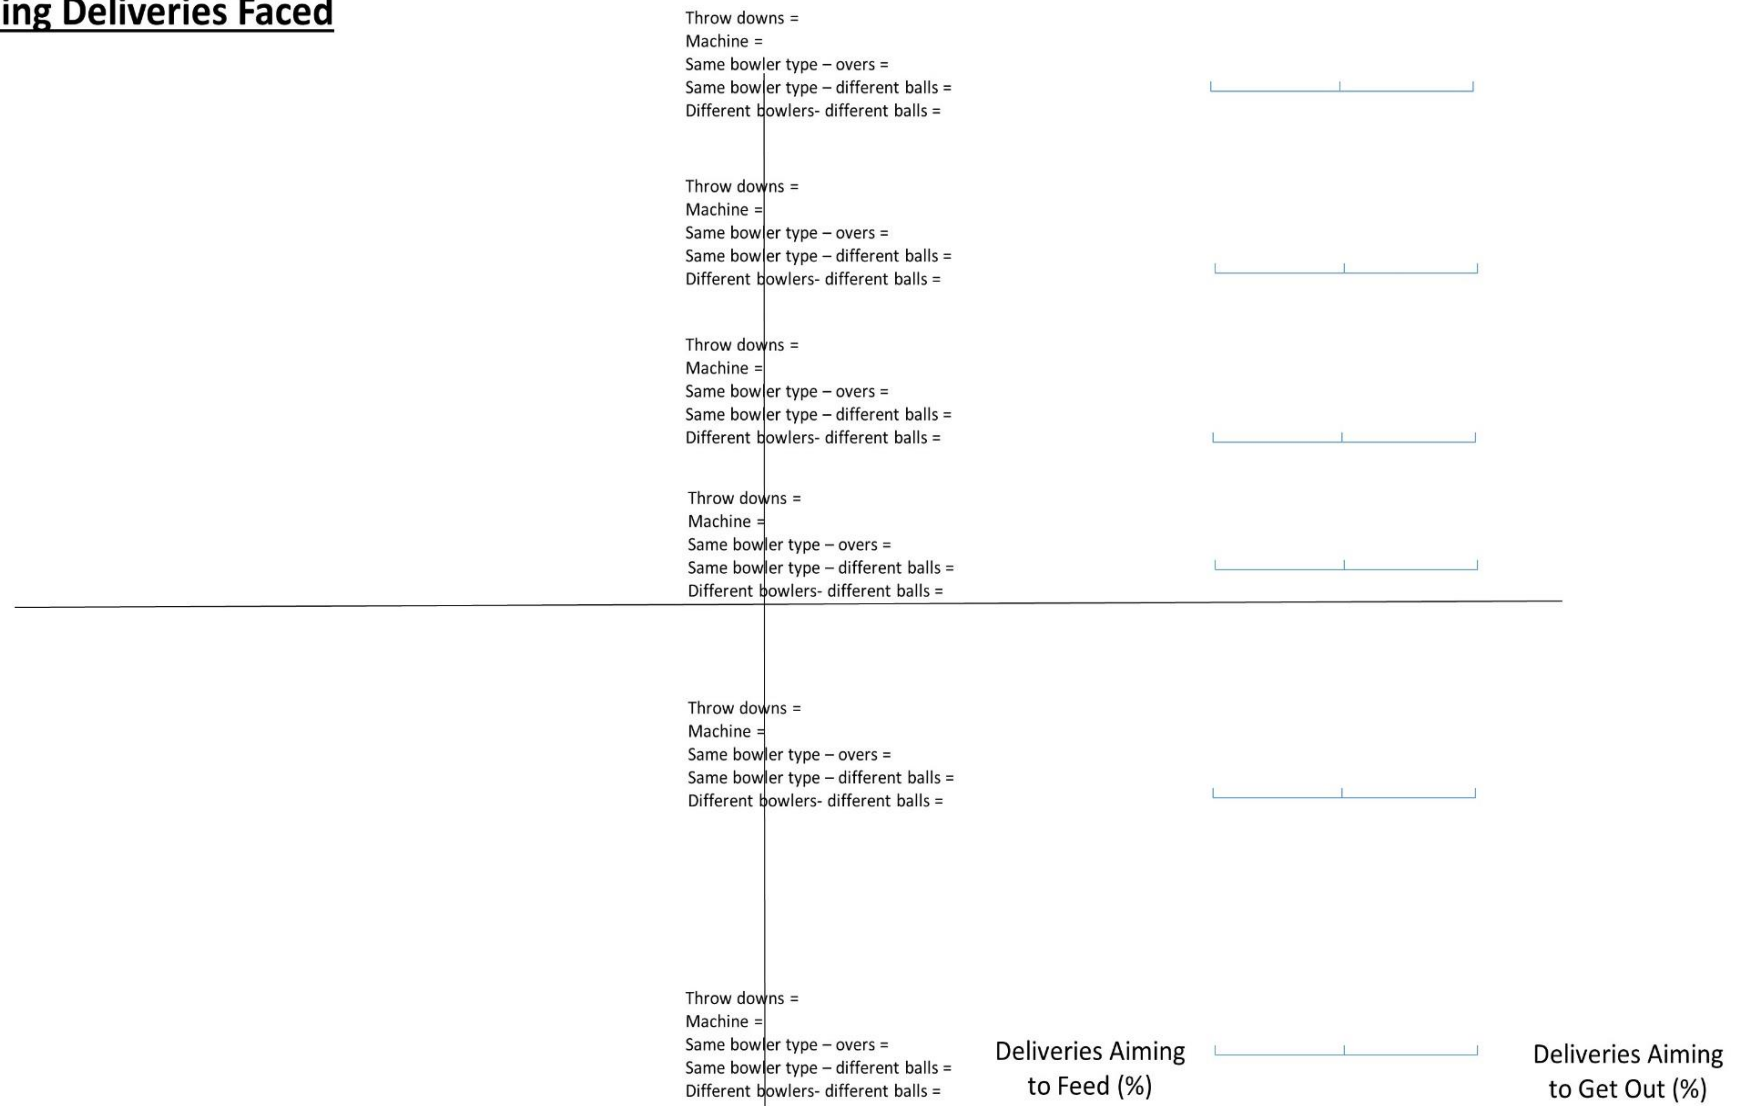 ing Deliveries Faced
Throw downs =
Machine =
Same bowler type – overs =
Same bowler type – different balls =
Different bowlers- different balls =
Throw downs =
Machine =
Same bowler type – overs =
Same bowler type – different balls =
Different bowlers- different balls =
Throw downs =
Machine =
Same bowler type – overs =
Same bowler type – different balls =
Different bowlers- different balls =
Throw downs =
Machine =
Same bowler type – overs =
Same bowler type – different balls =
Different bowlers- different balls =
Throw downs =
Machine =
Same bowler type – overs =
Same bowler type – different balls =
Different bowlers- different balls =
Throw downs =
Machine =
Same bowler type – overs =
Same bowler type – different balls =
Different bowlers- different balls =
Deliveries Aiming
to Feed (%)
Deliveries Aiming
to Get Out (%)